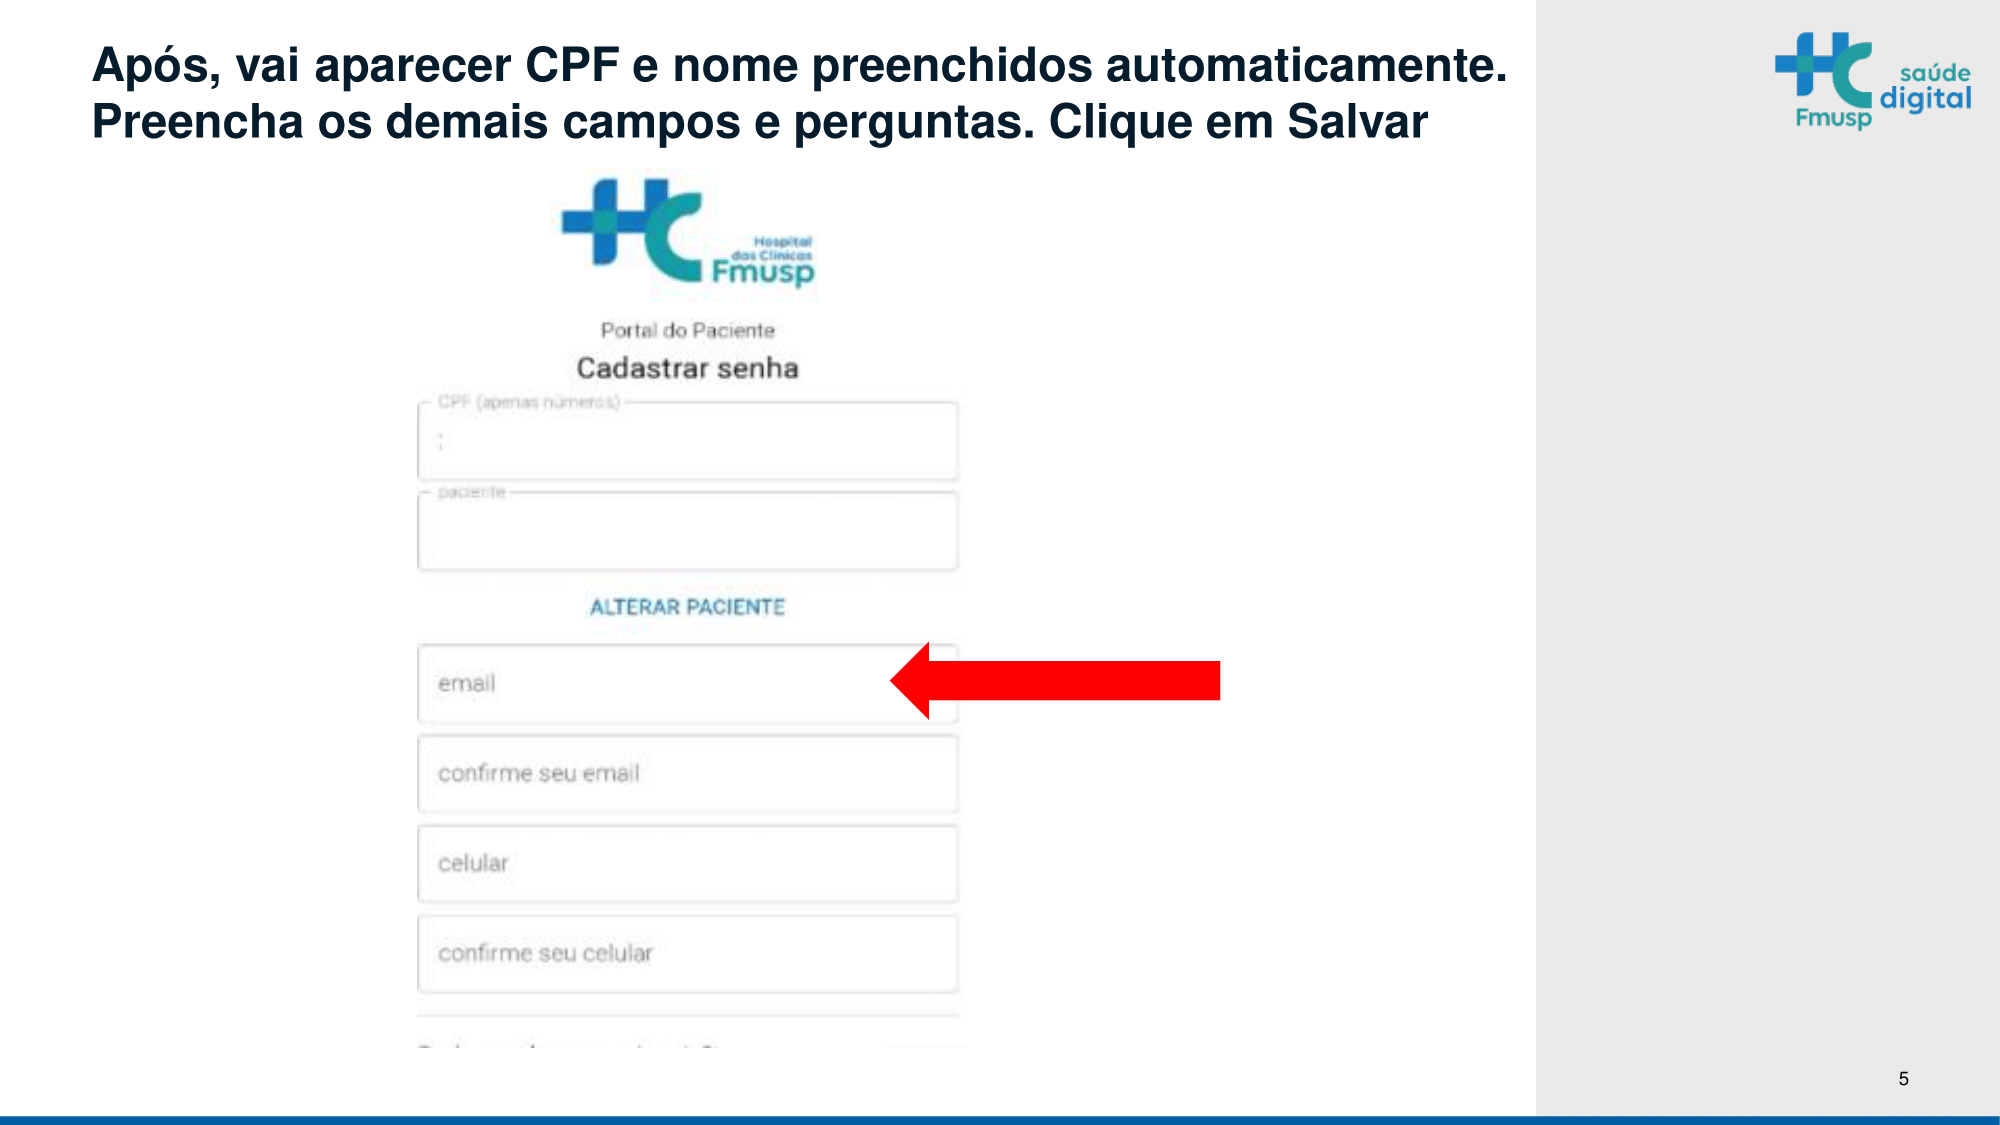 Após, vai aparecer CPF e nome preenchidos automaticamente.
Preencha os demais campos e perguntas. Clique em Salvar
HC
saúde
digital
Fmusp
HC
Hospital
das Clínicas
Fmusp
Portal do Paciente
Cadastrar senha
CPF (apenas números)
paciente
ALTERAR PACIENTE
email
confirme seu email
celular
confirme seu celular
5